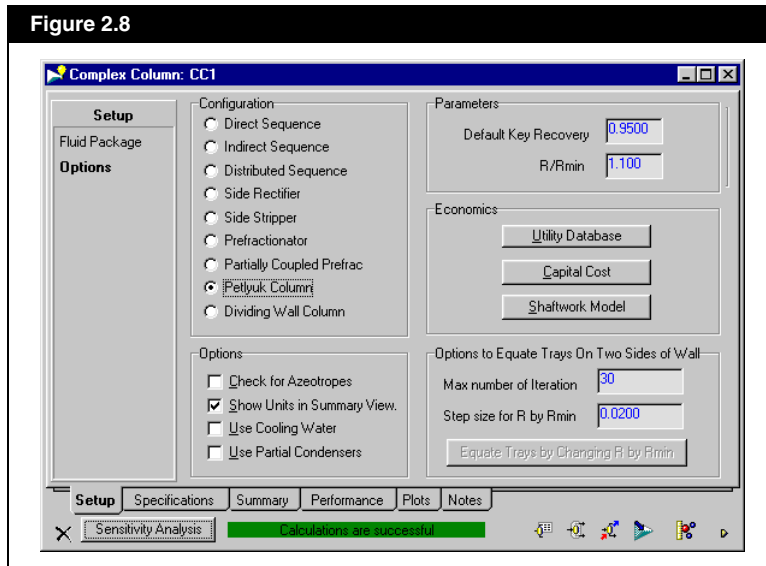 Figure 2.8
Complex Column: CC1
Setup
Fluid Package
Options
Configuration
Direct Sequence
Indirect Sequence
Distributed Sequence
Side Rectifier
Side Stripper
Prefractionator
Partially Coupled Prefrac
Petlyuk Column
Dividing Wall Column
Parameters
Default Key Recovery 0.9500
R/Rmin 1.100
Economics
Utility Database
Capital Cost
Shaftwork Model
Options
Check for Azeotropes
Show Units in Summary View.
Use Cooling Water
Use Partial Condensers
Options to Equate Trays On Two Sides of Wall
Max number of Iteration 30
Step size for R by Rmin 0.0200
Equate Trays by Changing R by Rmin
Setup Specifications Summary Performance Plots Notes
Sensitivity Analysis Calculations are successful